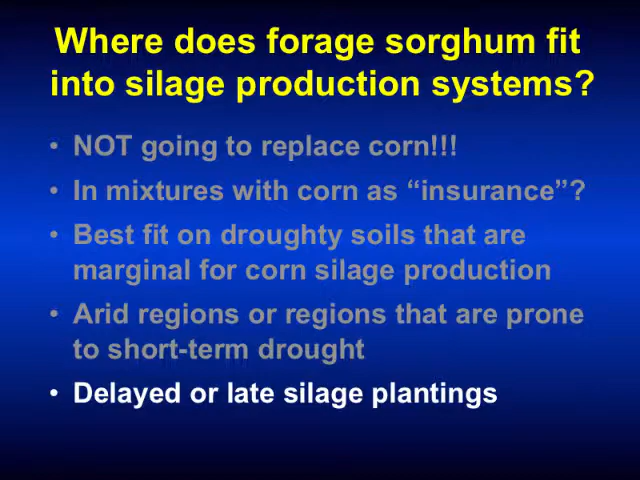 Where does forage sorghum fit
into silage production systems?
• NOT going to replace corn!!!
• In mixtures with corn as “insurance”?
• Best fit on droughty soils that are
marginal for corn silage production
• Arid regions or regions that are prone
to short-term drought
• Delayed or late silage plantings